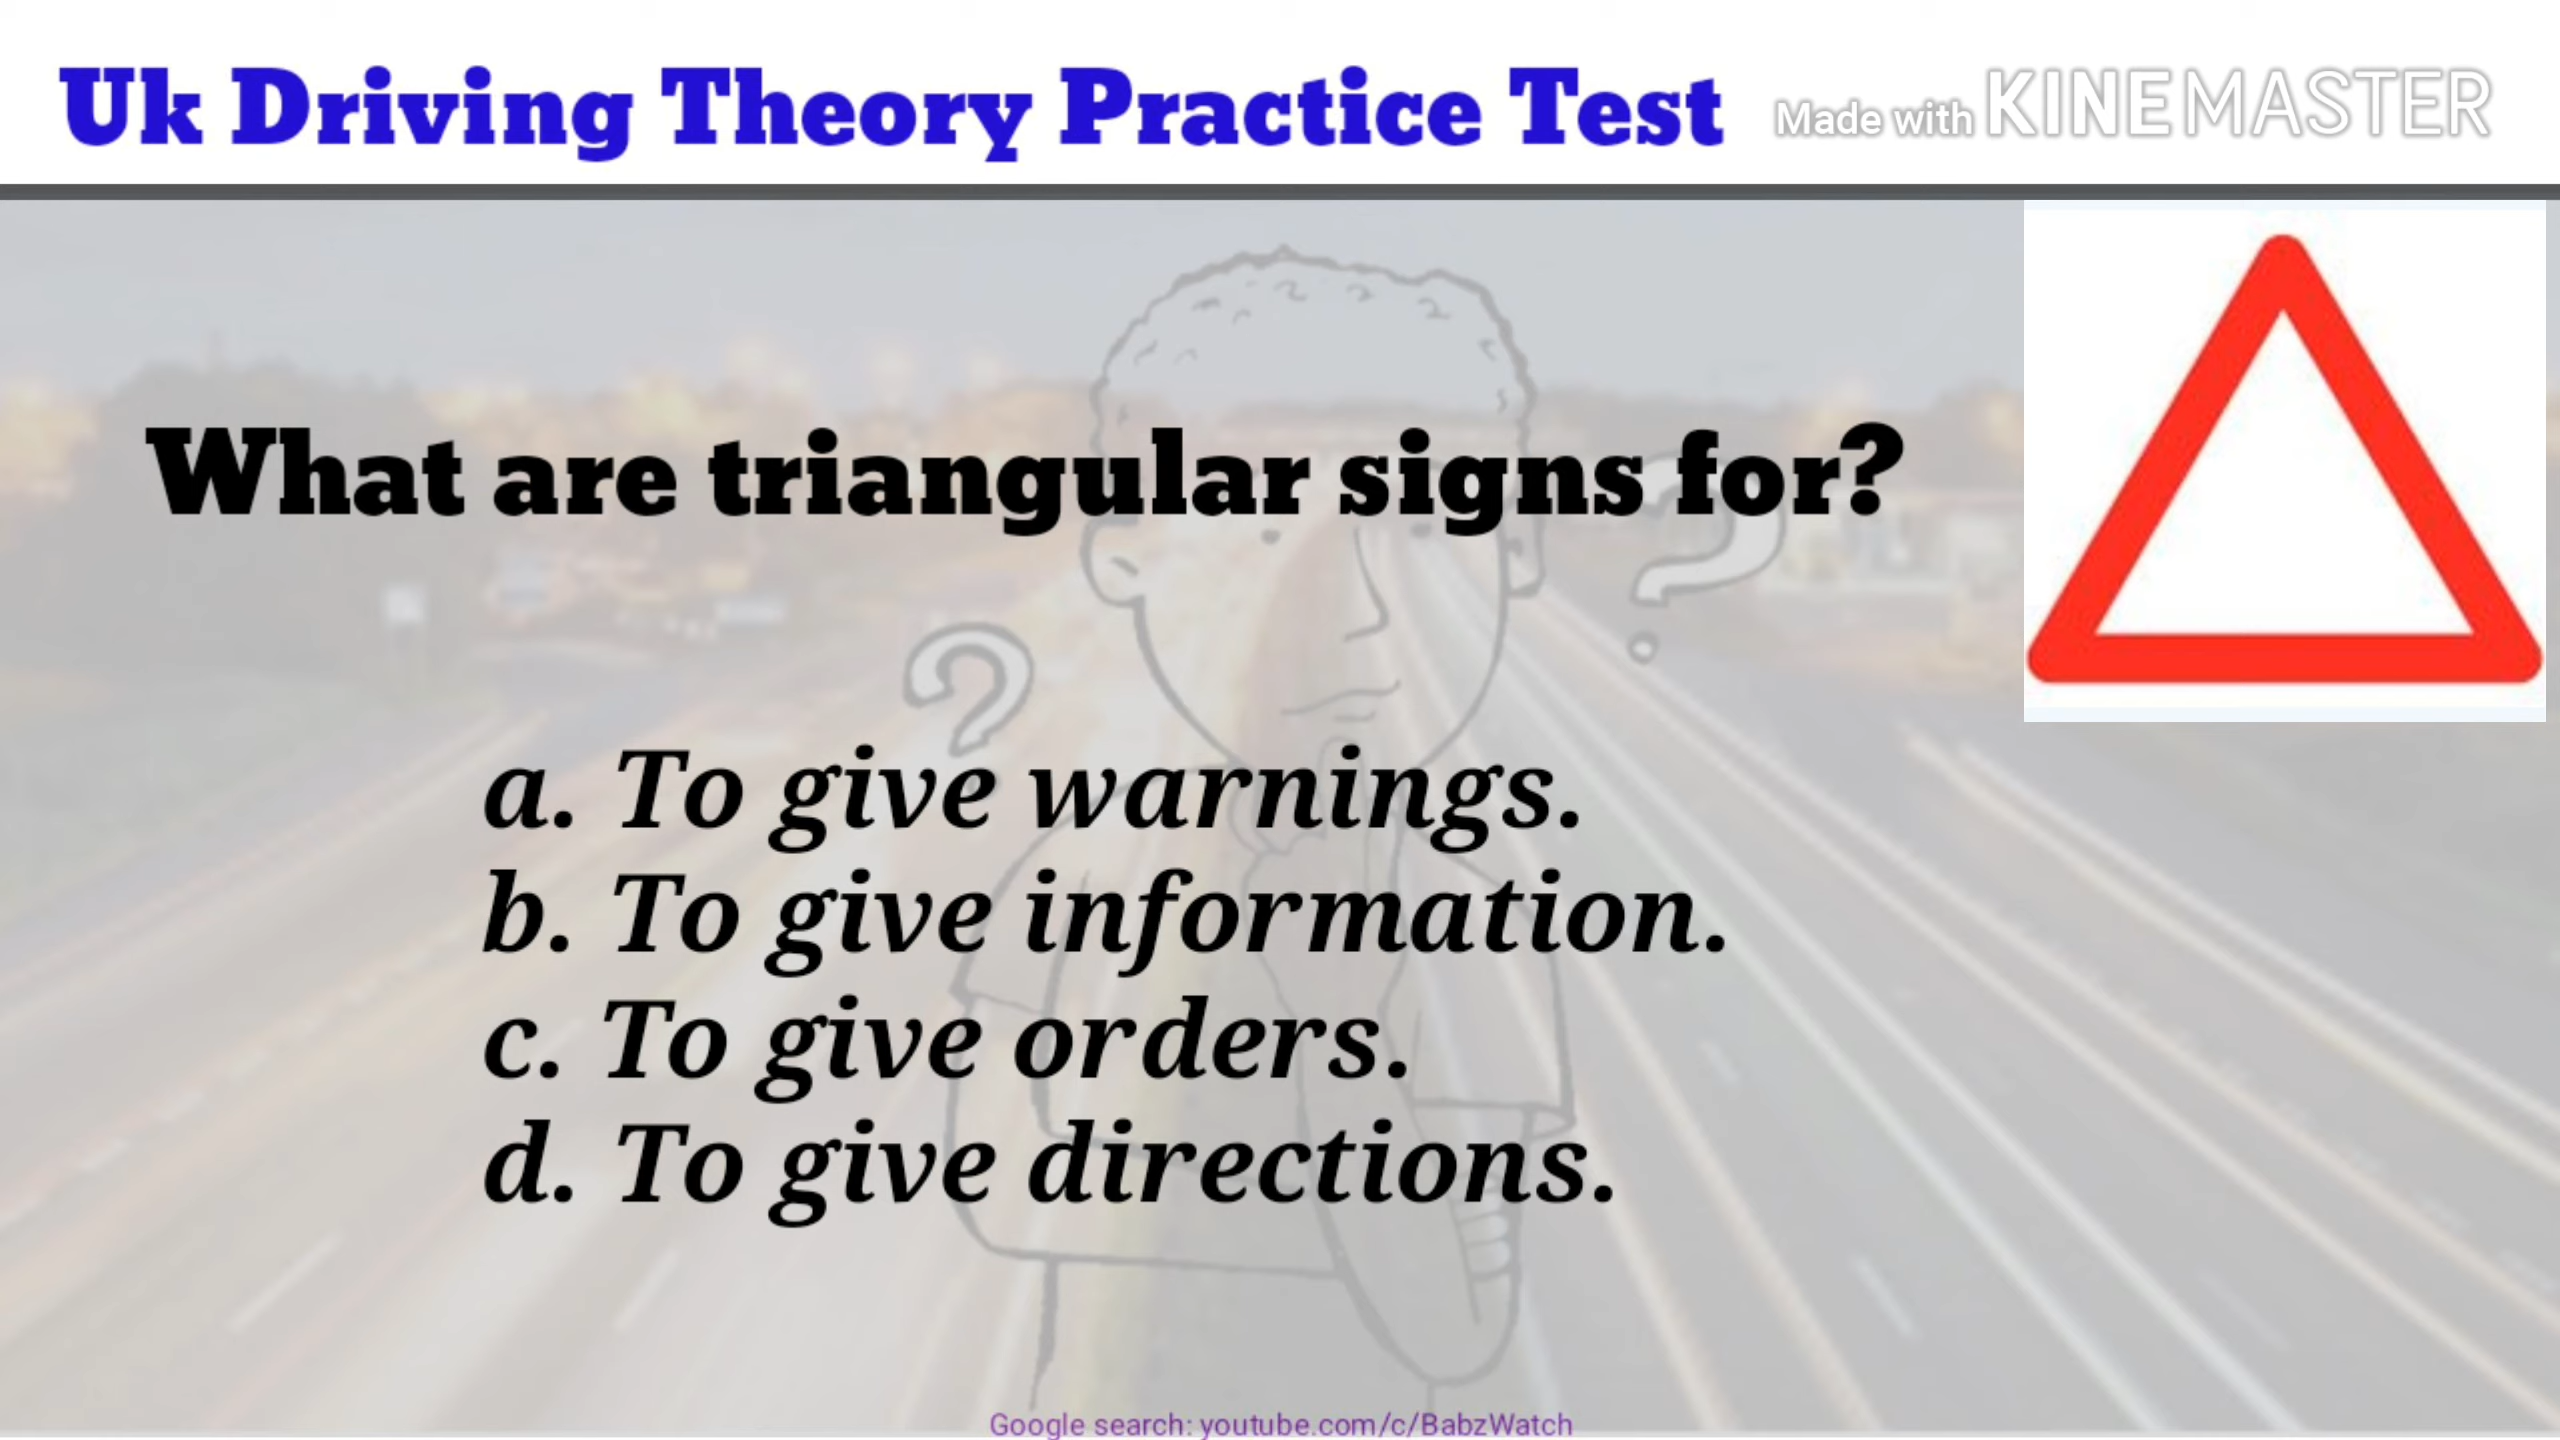 Uk Driving Theory Practice Test
Made with KINEMASTER
What are triangular signs for?
a. To give warnings.
b. To give information.
c. To give orders.
d. To give directions.
Google search: youtube.com/c/BabzWatch